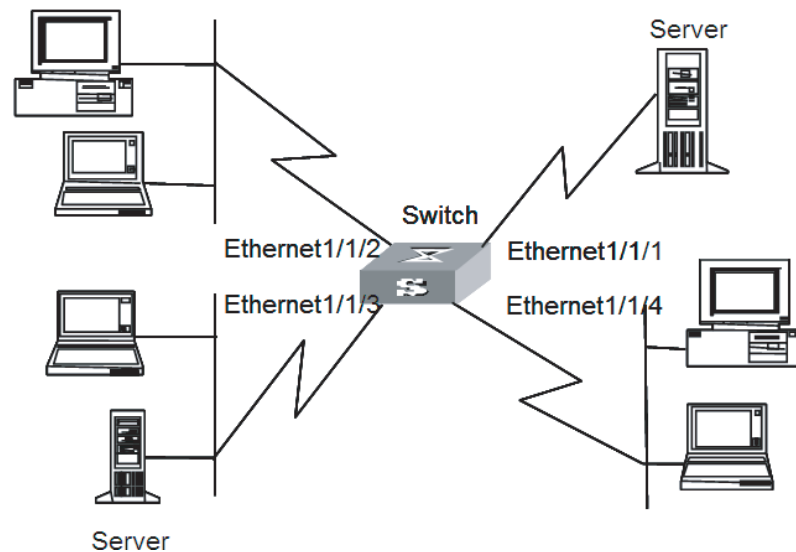 Server
Switch
Ethernet1/1/2
Ethernet1/1/1
Ethernet1/1/3
Ethernet1/1/4
S
Server